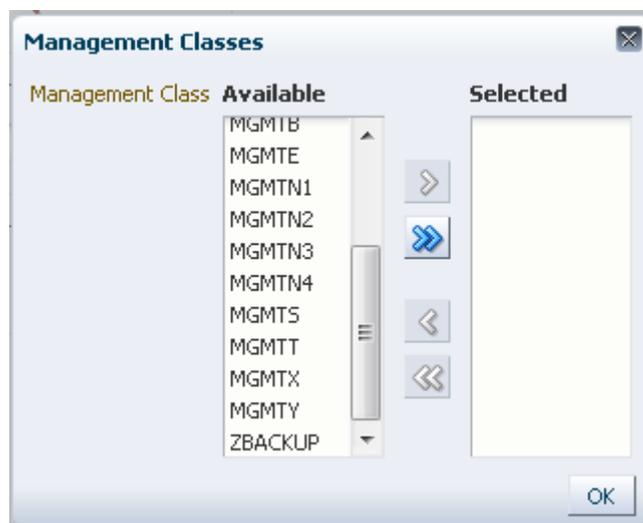 Management Classes
Management Class Available Selected
MGMTB
MGMTE
MGMTN1
MGMTN2
MGMTN3
MGMTN4
MGMTS
MGMTT
MGMTX
MGMTY
ZBACKUP
OK